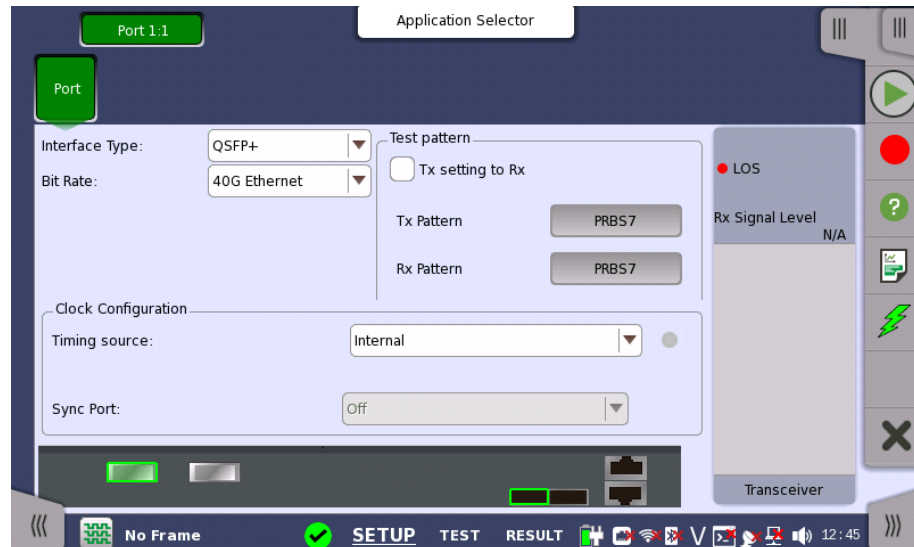 Port 1:1
Application Selector
Port
Interface Type:
QSFP+
Bit Rate:
40G Ethernet
Test pattern
Tx setting to Rx
Tx Pattern
PRBS7
Rx Pattern
PRBS7
LOS
Rx Signal Level
N/A
Clock Configuration
Timing source:
Internal
Sync Port:
Off
Transceiver
No Frame
SETUP
TEST
RESULT
V
12:45